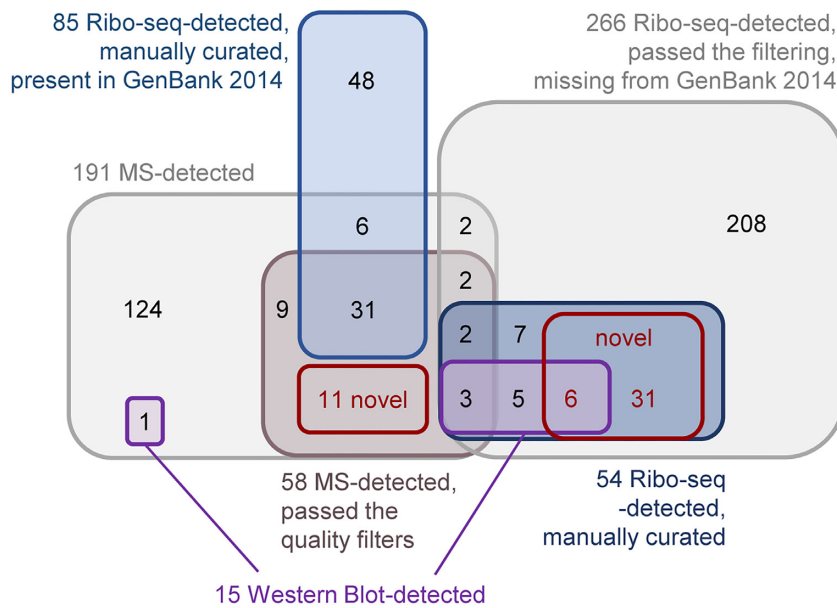 85 Ribo-seq-detected,
manually curated,
present in GenBank 2014
266 Ribo-seq-detected,
passed the filtering,
missing from GenBank 2014
48
191 MS-detected
6
2
208
2
124
9
31
2
7
novel
11 novel
3
5
6
31
1
58 MS-detected,
passed the
quality filters
54 Ribo-seq
-detected,
manually curated
15 Western Blot-detected